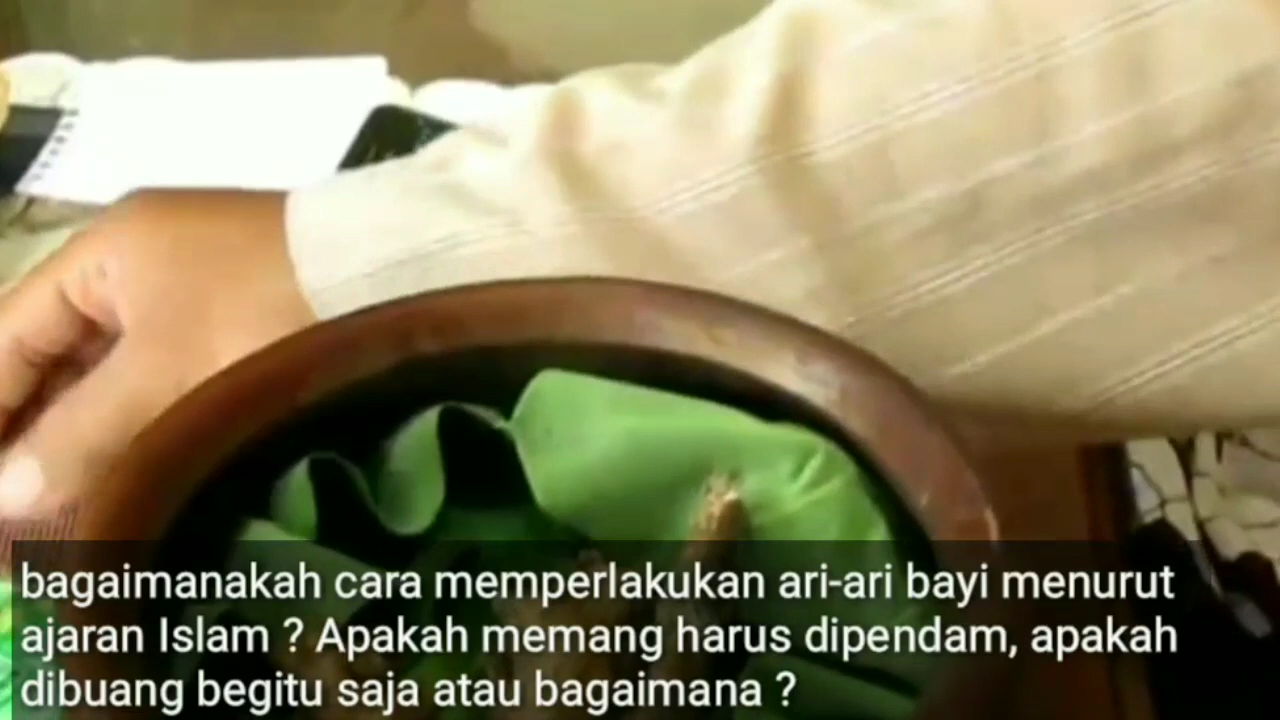 bagaimanakah cara memperlakukan ari-ari bayi menurut
ajaran Islam ? Apakah memang harus dipendam, apakah
dibuang begitu saja atau bagaimana ?